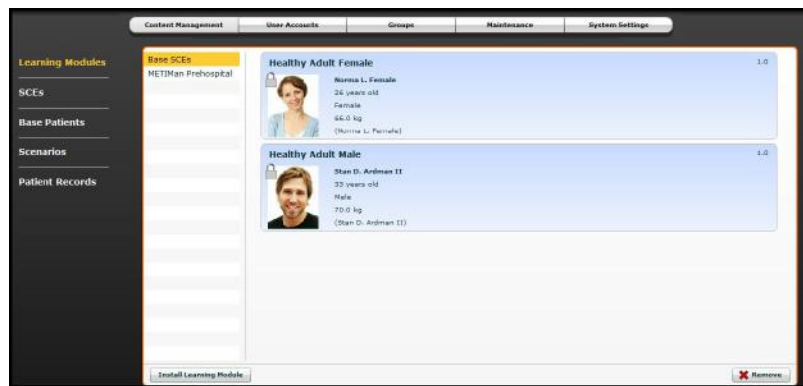 Content Management
User Accounts
Groups
Maintenance
System Settings
Learning Modules
SCEs
Base Patients
Scenarios
Patient Records
Base SCEs
METIMan Prehospital
Healthy Adult Female
1.0
Norma L. Female
26 years old
Female
66.0 kg
(Norma L. Female)
Healthy Adult Male
1.0
Stan D. Ardman II
33 years old
Male
70.0 kg
(Stan D. Ardman II)
Install Learning Module
Remove